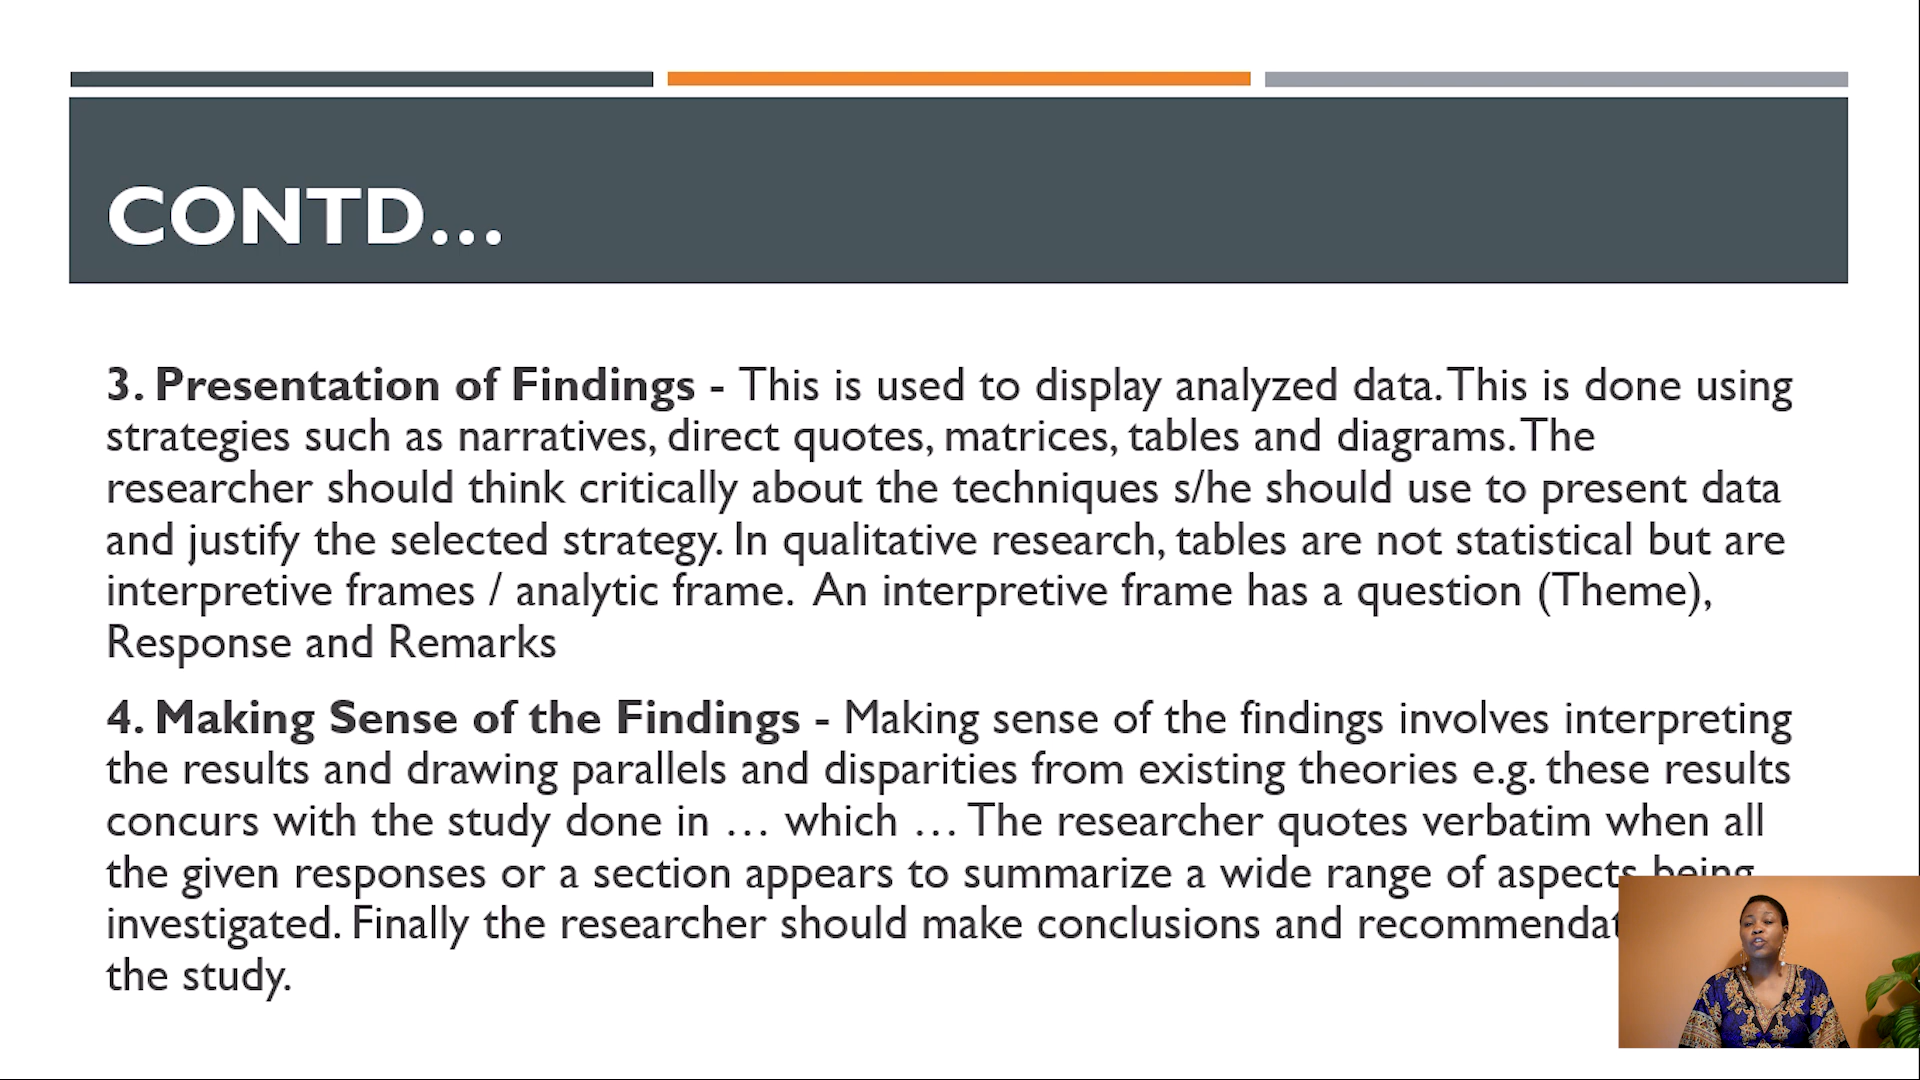 CONTD...
3. Presentation of Findings - This is used to display analyzed data. This is done using
strategies such as narratives, direct quotes, matrices, tables and diagrams. The
researcher should think critically about the techniques s/he should use to present data
and justify the selected strategy. In qualitative research, tables are not statistical but are
interpretive frames / analytic frame.  An interpretive frame has a question (Theme),
Response and Remarks
4. Making Sense of the Findings - Making sense of the findings involves interpreting
the results and drawing parallels and disparities from existing theories e.g. these results
concurs with the study done in ... which ... The researcher quotes verbatim when all
the given responses or a section appears to summarize a wide range of aspects being
investigated. Finally the researcher should make conclusions and
the study.